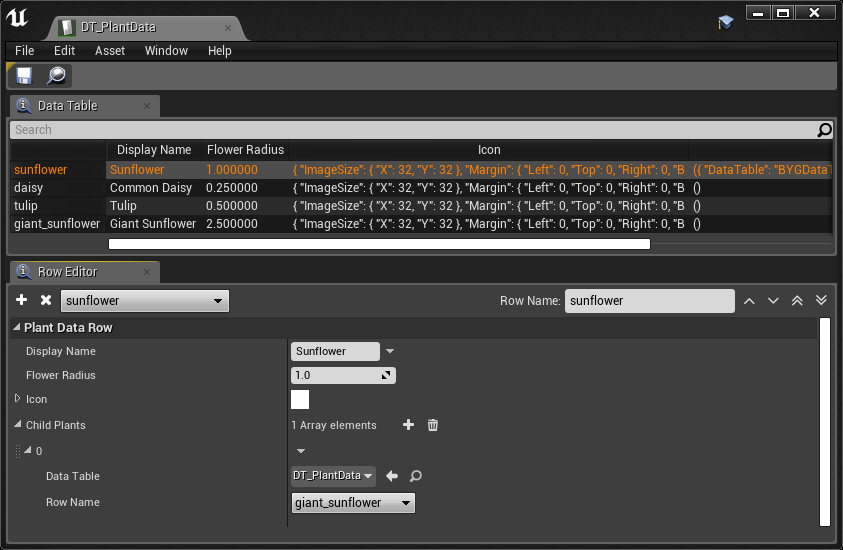 DT_PlantData
File Edit Asset Window Help
Data Table
Search
Display Name Flower Radius Icon
sunflower Sunflower 1.000000 { "ImageSize": { "X": 32, "Y": 32 }, "Margin": { "Left": 0, "Top": 0, "Right": 0, "B ({ "DataTable": "BYGDataT
daisy Common Daisy 0.250000 { "ImageSize": { "X": 32, "Y": 32 }, "Margin": { "Left": 0, "Top": 0, "Right": 0, "B ()
tulip Tulip 0.500000 { "ImageSize": { "X": 32, "Y": 32 }, "Margin": { "Left": 0, "Top": 0, "Right": 0, "B ()
giant_sunflower Giant Sunflower 2.500000 { "ImageSize": { "X": 32, "Y": 32 }, "Margin": { "Left": 0, "Top": 0, "Right": 0, "B ()
Row Editor
sunflower Row Name: sunflower
Plant Data Row
Display Name Sunflower
Flower Radius 1.0
Icon
Child Plants 1 Array elements
0
Data Table DT_PlantData
Row Name giant_sunflower